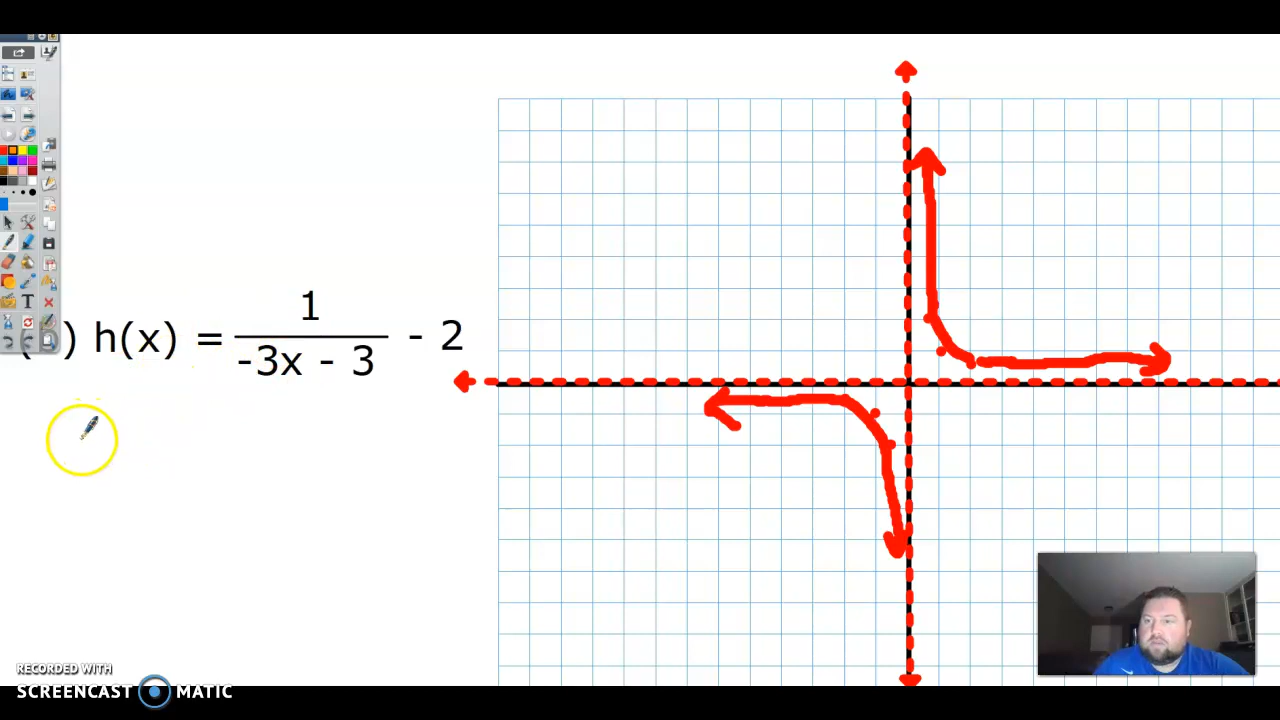 ) h(x) = 1 / (-3x - 3) - 2
T
RECORDED WITH
SCREENCAST MATIC